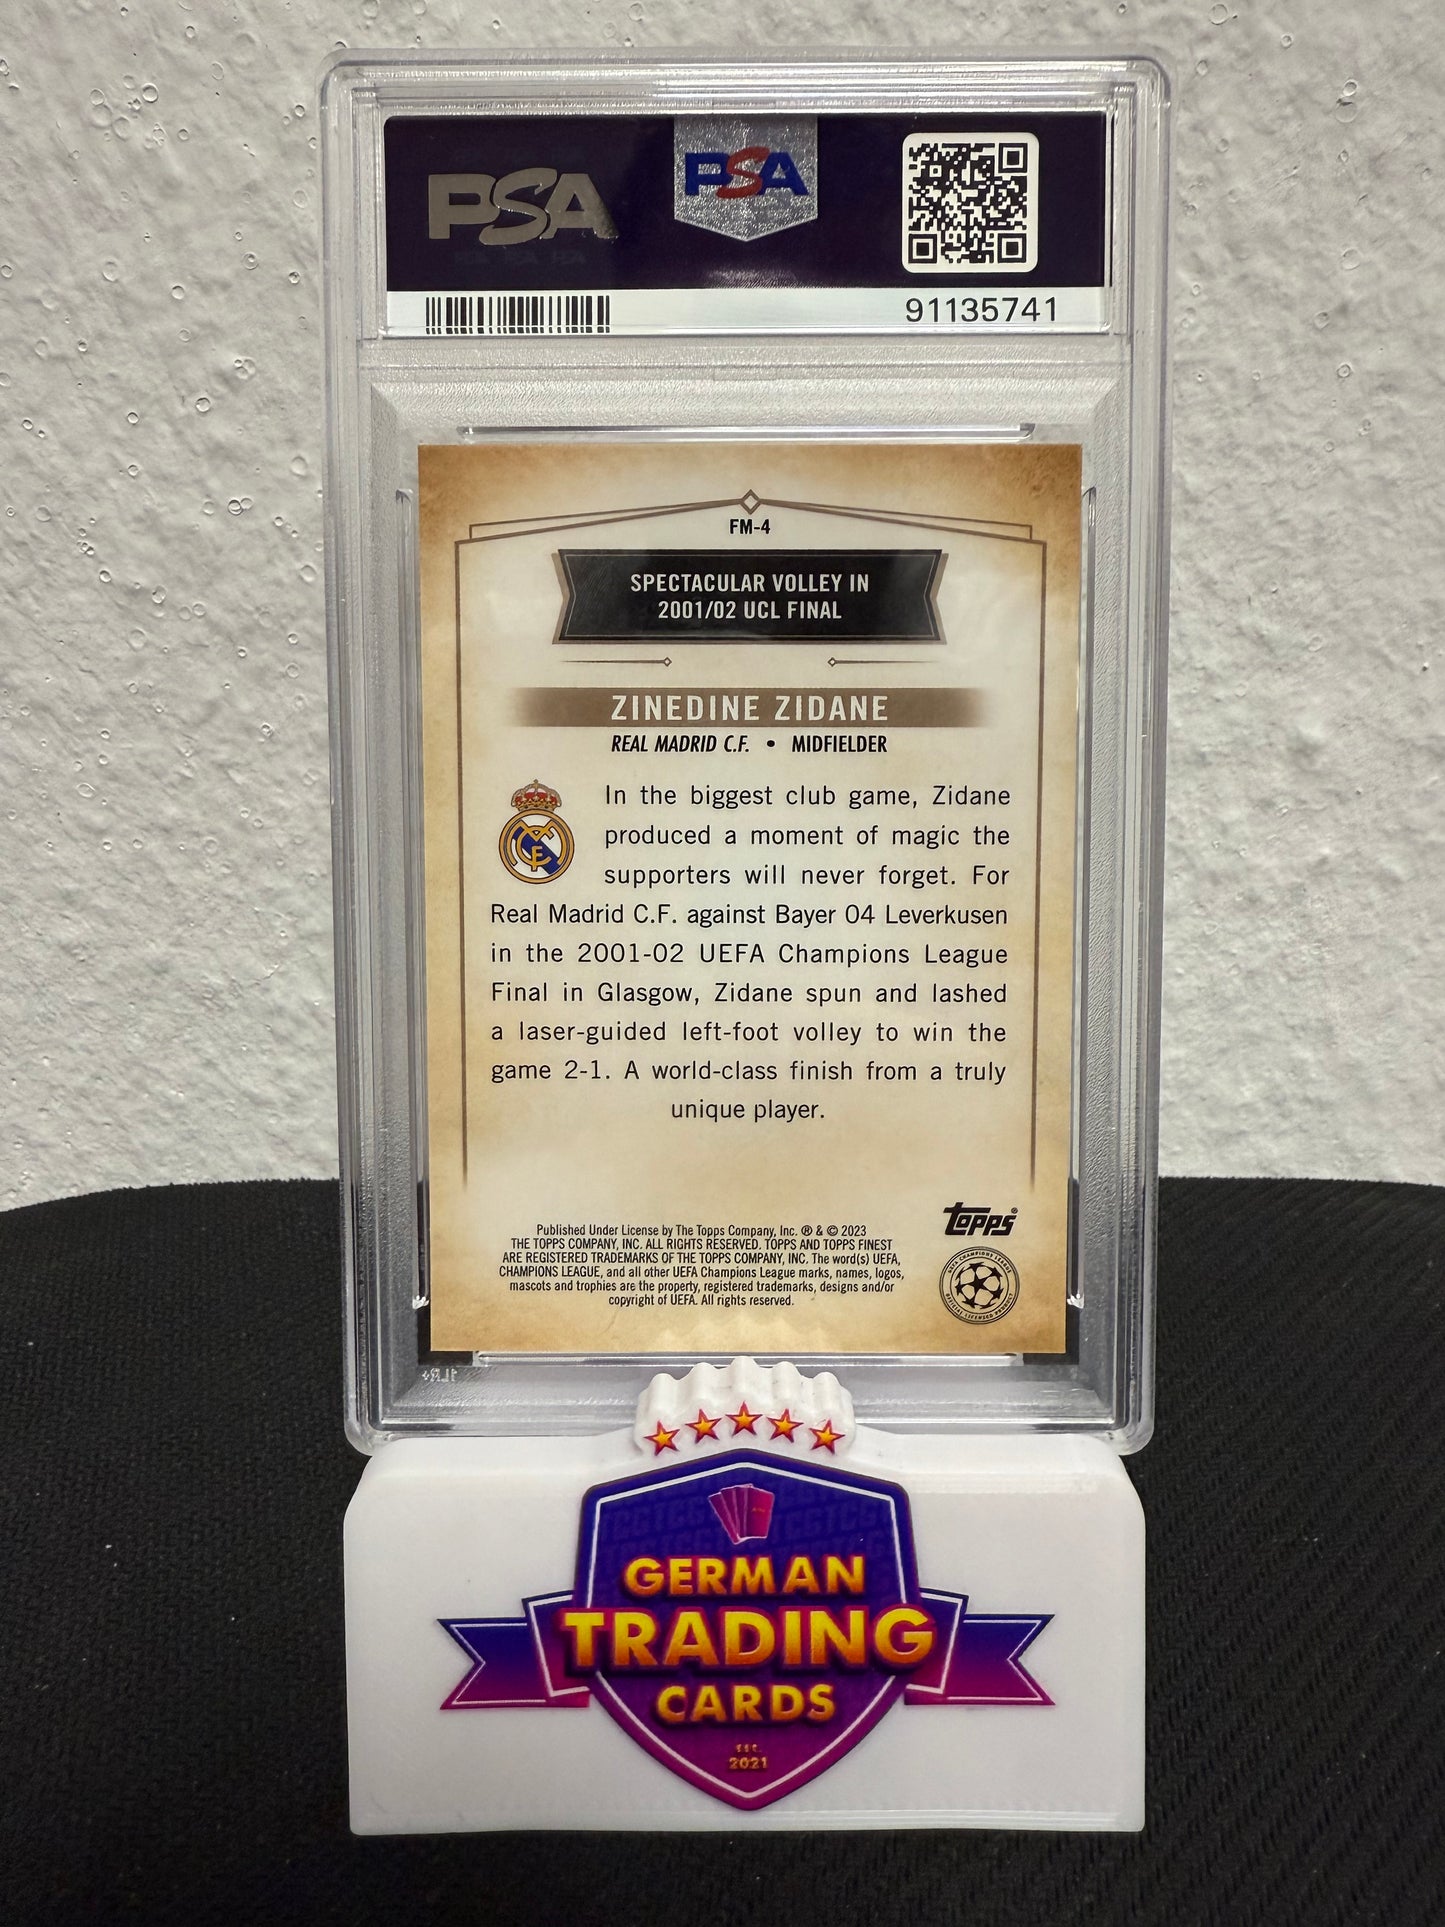 PSA
PSA
91135741
FM-4
SPECTACULAR VOLLEY IN
2001/02 UCL FINAL
ZINEDINE ZIDANE
REAL MADRID C.F. • MIDFIELDER
In the biggest club game, Zidane
produced a moment of magic the
supporters will never forget. For
Real Madrid C.F. against Bayer 04 Leverkusen
in the 2001-02 UEFA Champions League
Final in Glasgow, Zidane spun and lashed
a laser-guided left-foot volley to win the
game 2-1. A world-class finish from a truly
unique player.
topps®
Published Under License by The Topps Company, Inc. ® & © 2023
THE TOPPS COMPANY, INC. ALL RIGHTS RESERVED. TOPPS AND TOPPS FINEST
ARE REGISTERED TRADEMARKS OF THE TOPPS COMPANY, INC. The word(s) UEFA,
CHAMPIONS LEAGUE, and all other UEFA Champions League marks, names, logos,
mascots and trophies are the property, registered trademarks, designs and/or
copyright of UEFA. All rights reserved.
UEFA CHAMPIONS LEAGUE
OFFICIAL LICENSED PRODUCT
GERMAN
TRADING
CARDS
EST.
2021